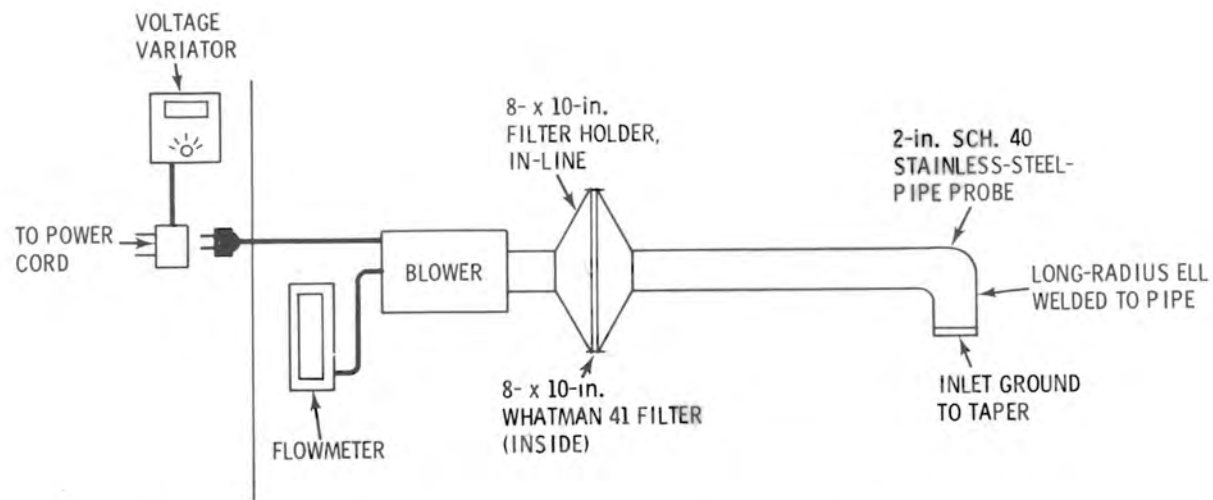 VOLTAGE
VARIATOR
8- x 10-in.
FILTER HOLDER,
IN-LINE
2-in. SCH. 40
STAINLESS-STEEL-
PIPE PROBE
TO POWER
CORD
BLOWER
LONG-RADIUS ELL
WELDED TO PIPE
8- x 10-in.
WHATMAN 41 FILTER
(INSIDE)
INLET GROUND
TO TAPER
FLOWMETER